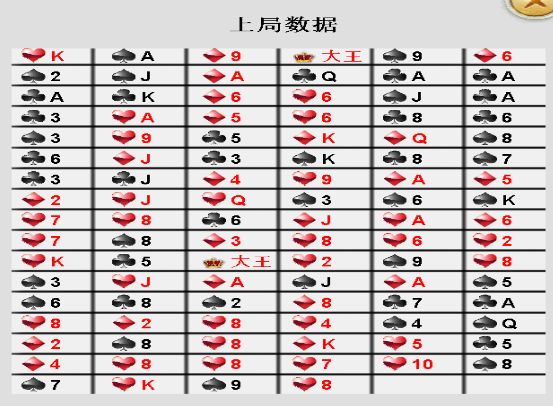 上局数据
K A 9 大王 9 6
2 J A Q A A
A K 6 6 J A
3 A 5 6 8 6
3 9 5 K Q 8
6 J 3 K 8 7
3 J 4 9 A 5
2 J Q 3 6 K
7 8 6 J A 6
7 8 3 8 6 2
K 5 大王 2 9 8
3 J A J A 5
6 8 2 8 7 A
8 2 8 4 4 Q
2 8 8 K 5 5
4 8 8 7 10 8
7 K 9 8